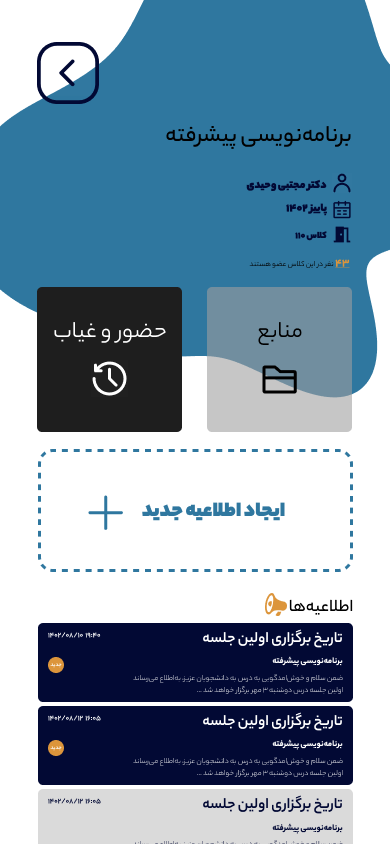 برنامه‌نویسی پیشرفته
دکتر مجتبی وحیدی
پاییز ۱۴۰۲
کلاس ۱۱۰
۴۳ نفر در این کلاس عضو هستند
منابع
حضور و غیاب
ایجاد اطلاعیه جدید
اطلاعیه‌ها
تاریخ برگزاری اولین جلسه
۱۴۰۲/۰۸/۱۰ ۱۹:۴۰
برنامه‌نویسی پیشرفته
جدید
ضمن سلام و خوش‌آمدگویی به درس به دانشجویان عزیز، به‌اطلاع می‌رساند
اولین جلسه درس دوشنبه ۳ مهر برگزار خواهد شد ...
تاریخ برگزاری اولین جلسه
۱۴۰۲/۰۸/۱۲ ۱۶:۰۵
برنامه‌نویسی پیشرفته
جدید
ضمن سلام و خوش‌آمدگویی به درس به دانشجویان عزیز، به‌اطلاع می‌رساند
اولین جلسه درس دوشنبه ۳ مهر برگزار خواهد شد ...
تاریخ برگزاری اولین جلسه
۱۴۰۲/۰۸/۱۲ ۱۶:۰۵
برنامه‌نویسی پیشرفته